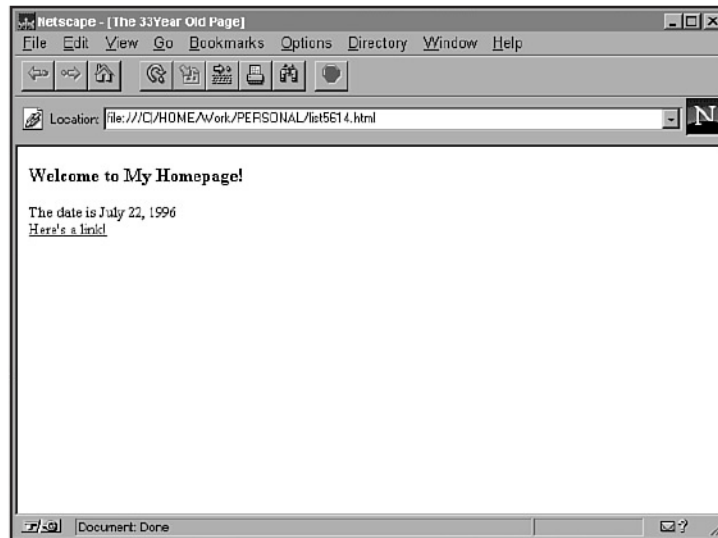 Netscape - [The 33Year Old Page]
File Edit View Go Bookmarks Options Directory Window Help
Location: file:///C|/HOME/Work/PERSONAL/list5614.html
N
Welcome to My Homepage!
The date is July 22, 1996
Here's a link!
Document: Done
?